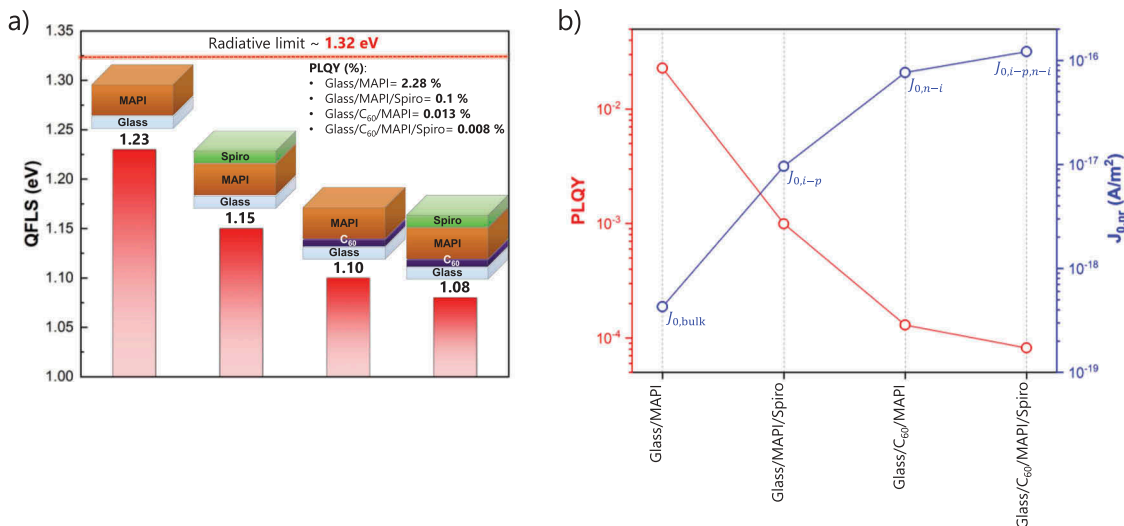 a)
Radiative limit ~ 1.32 eV
PLQY (%):
• Glass/MAPI= 2.28 %
• Glass/MAPI/Spiro= 0.1 %
• Glass/C₆₀/MAPI= 0.013 %
• Glass/C₆₀/MAPI/Spiro= 0.008 %
QFLS (eV)
1.35
1.30
1.25
1.20
1.15
1.10
1.05
1.00
MAPI
Glass
1.23
Spiro
MAPI
Glass
1.15
MAPI
C₆₀
Glass
1.10
Spiro
MAPI
C₆₀
Glass
1.08
b)
PLQY
10⁻²
10⁻³
10⁻⁴
J₀,bulk
J₀,i−p
J₀,n−i
J₀,i−p,n−i
10⁻¹⁶
10⁻¹⁷
10⁻¹⁸
10⁻¹⁹
J₀,nr (A/m²)
Glass/MAPI
Glass/MAPI/Spiro
Glass/C₆₀/MAPI
Glass/C₆₀/MAPI/Spiro